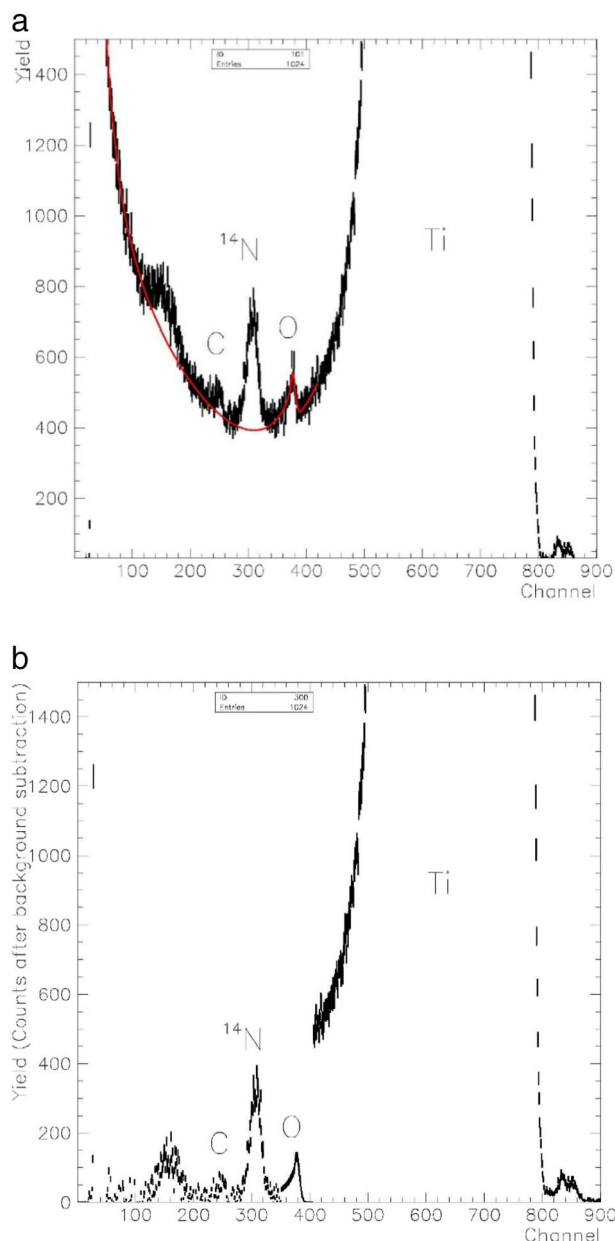 a
Yield
ID 101
Entries 1024
1400
1200
1000
800
600
400
200
14N
C
O
Ti
100 200 300 400 500 600 700 800 900
Channel
b
Yield (Counts after background subtraction)
ID 300
Entries 1024
1400
1200
1000
800
600
400
200
0
14N
C
O
Ti
100 200 300 400 500 600 700 800 900
Channel